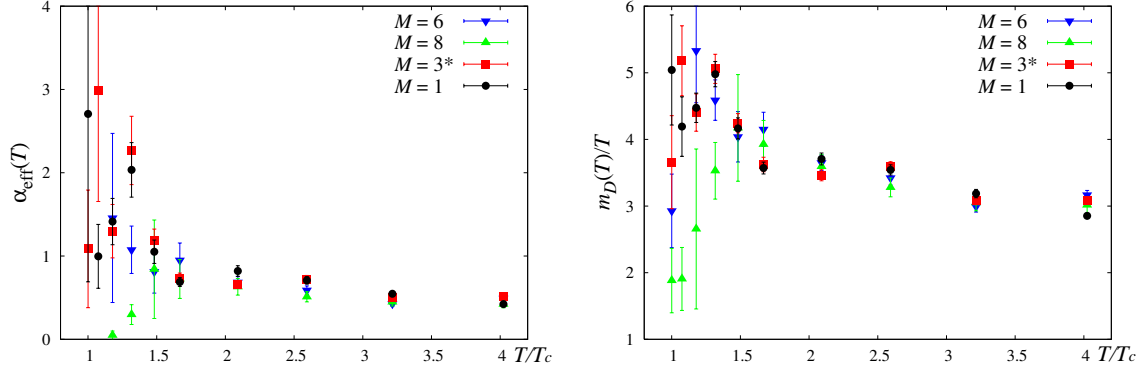 4
3
2
1
0
α_eff(T)
M = 6
M = 8
M = 3*
M = 1
1 1.5 2 2.5 3 3.5 4 T/Tc
6
5
4
3
2
1
m_D(T)/T
M = 6
M = 8
M = 3*
M = 1
1 1.5 2 2.5 3 3.5 4 T/Tc